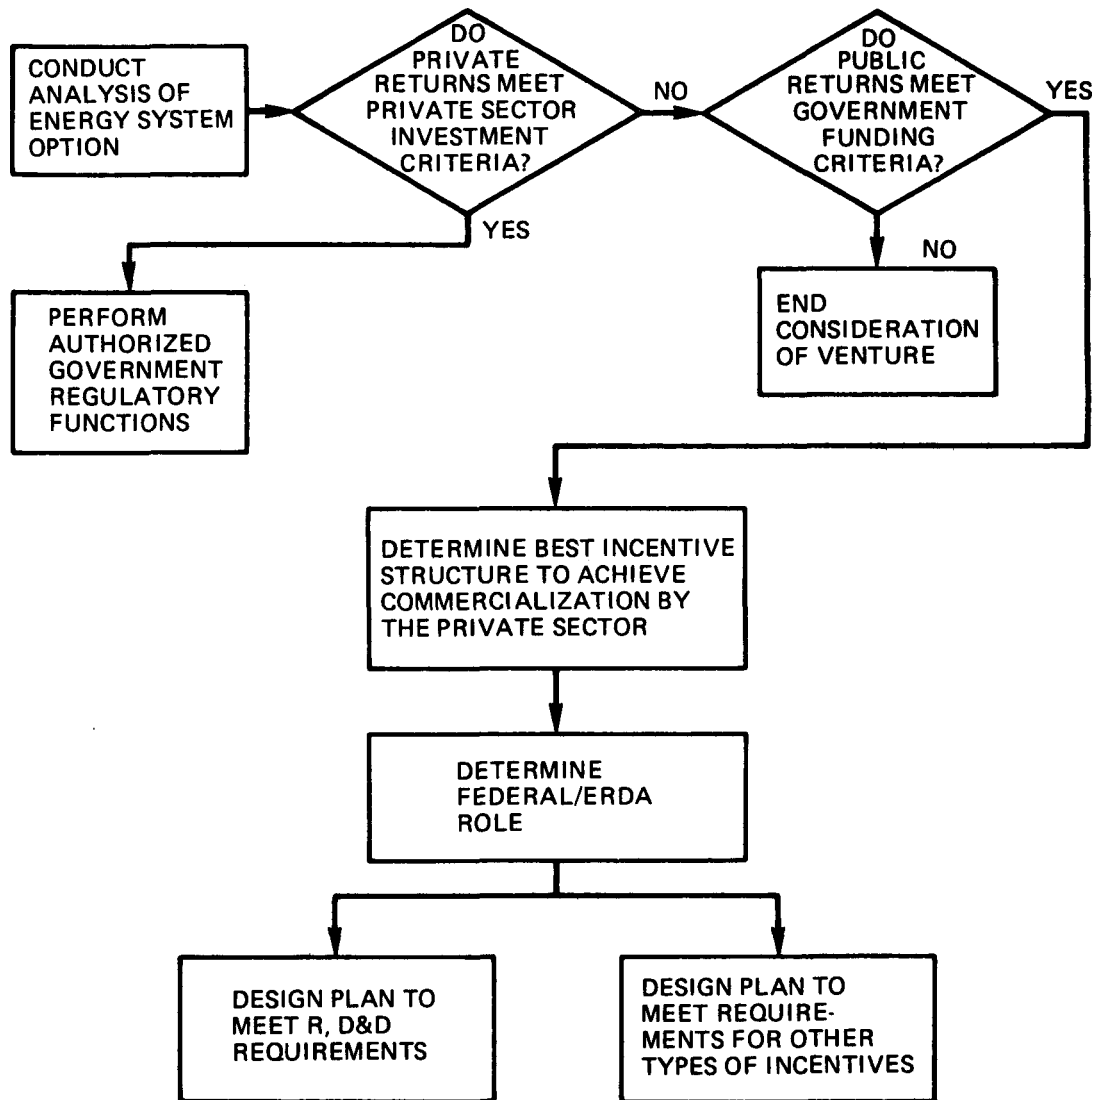 CONDUCT
ANALYSIS OF
ENERGY SYSTEM
OPTION
DO
PRIVATE
RETURNS MEET
PRIVATE SECTOR
INVESTMENT
CRITERIA?
NO
DO
PUBLIC
RETURNS MEET
GOVERNMENT
FUNDING
CRITERIA?
YES
YES
NO
PERFORM
AUTHORIZED
GOVERNMENT
REGULATORY
FUNCTIONS
END
CONSIDERATION
OF VENTURE
DETERMINE BEST INCENTIVE
STRUCTURE TO ACHIEVE
COMMERCIALIZATION BY
THE PRIVATE SECTOR
DETERMINE
FEDERAL/ERDA
ROLE
DESIGN PLAN TO
MEET R, D&D
REQUIREMENTS
DESIGN PLAN TO
MEET REQUIRE-
MENTS FOR OTHER
TYPES OF INCENTIVES